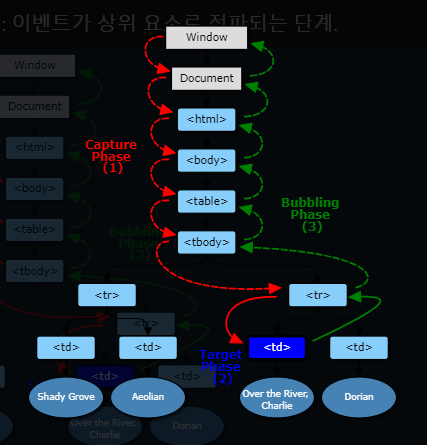 : 이벤트가 상위 요소로 전파되는 단계.
Window
Window
Document
Document
<html>
<html>
Capture
Phase
(1)
<body>
<body>
<table>
<table>
Bubbling
Phase
(3)
Bubbling
Phase
(3)
<tbody>
<tbody>
<tr>
<tr>
<tr>
<td>
<td>
<td>
<td>
Target
Phase
(2)
<td>
<td>
Shady Grove
Aeolian
Over the River,
Charlie
Dorian
Over the River,
Charlie
Dorian